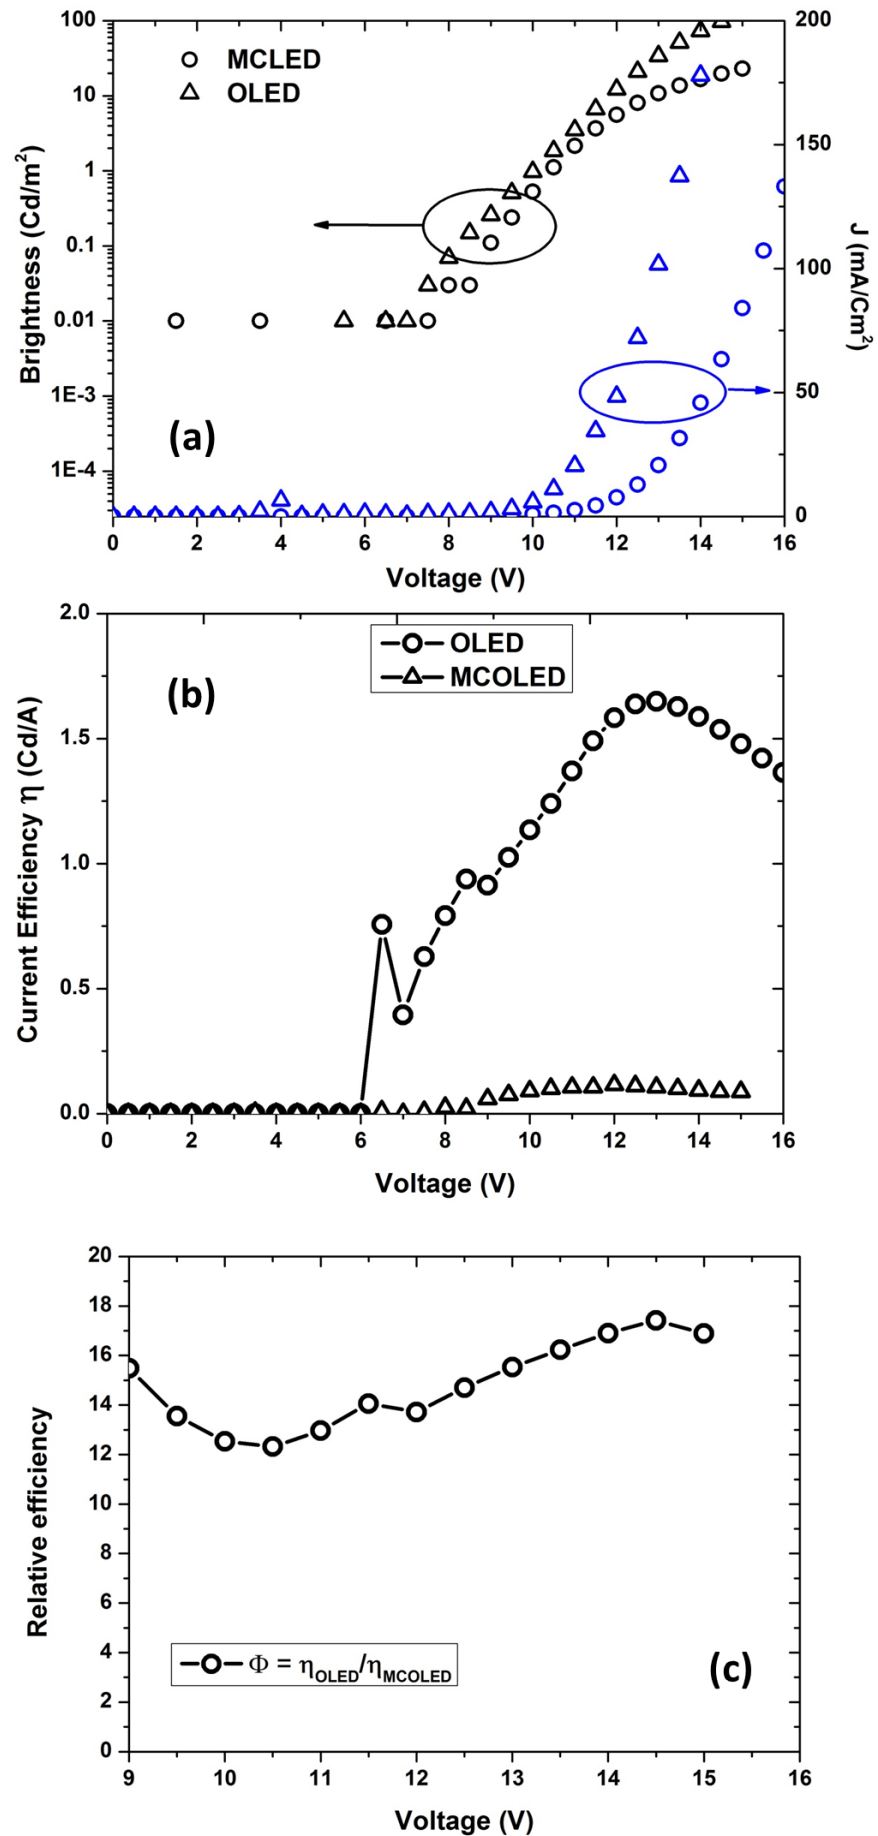 100
10
1
0.1
0.01
1E-3
1E-4
Brightness (Cd/m²)
MCLED
OLED
(a)
200
150
100
50
0
J (mA/Cm²)
0 2 4 6 8 10 12 14 16
Voltage (V)
2.0
1.5
1.0
0.5
0.0
Current Efficiency η (Cd/A)
(b)
OLED
MCOLED
0 2 4 6 8 10 12 14 16
Voltage (V)
20
18
16
14
12
10
8
6
4
2
0
Relative efficiency
Φ = ηOLED/ηMCOLED
(c)
9 10 11 12 13 14 15 16
Voltage (V)